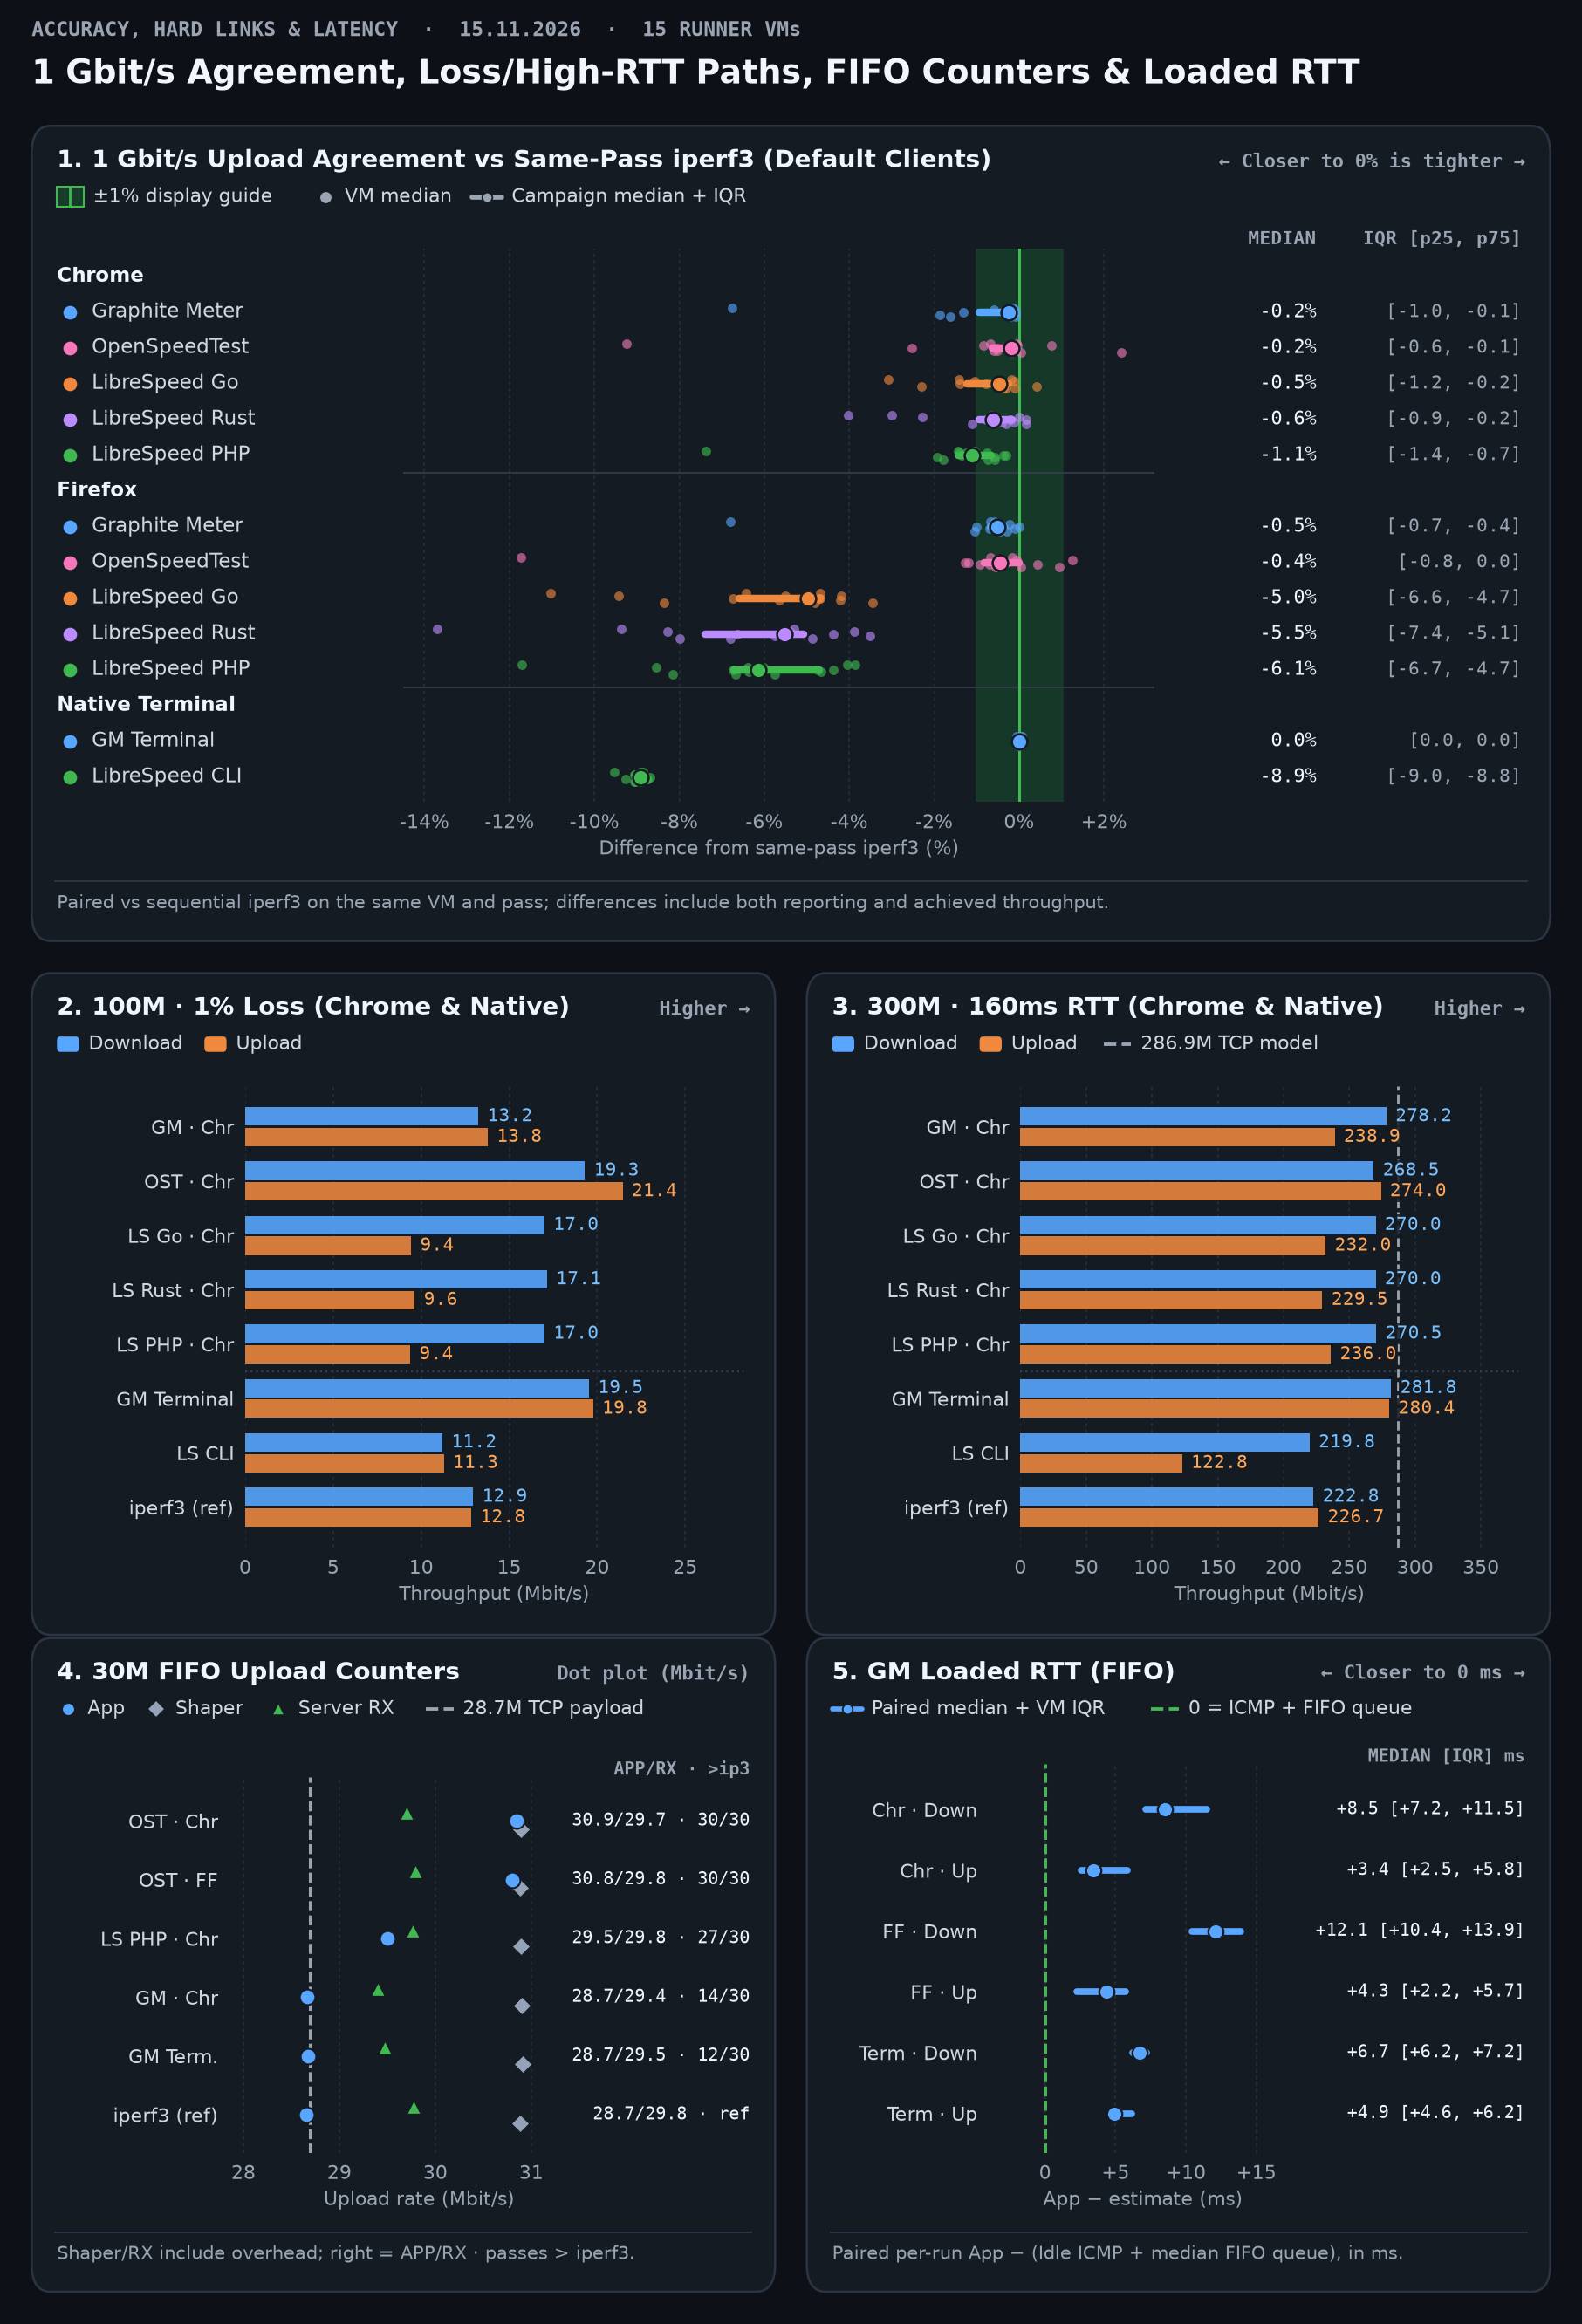 ACCURACY, HARD LINKS & LATENCY · 15.11.2026 · 15 RUNNER VMs
1 Gbit/s Agreement, Loss/High-RTT Paths, FIFO Counters & Loaded RTT
1. 1 Gbit/s Upload Agreement vs Same-Pass iperf3 (Default Clients) ← Closer to 0% is tighter →
±1% display guide VM median Campaign median + IQR
MEDIAN IQR [p25, p75]
Chrome
Graphite Meter -0.2% [-1.0, -0.1]
OpenSpeedTest -0.2% [-0.6, -0.1]
LibreSpeed Go -0.5% [-1.2, -0.2]
LibreSpeed Rust -0.6% [-0.9, -0.2]
LibreSpeed PHP -1.1% [-1.4, -0.7]
Firefox
Graphite Meter -0.5% [-0.7, -0.4]
OpenSpeedTest -0.4% [-0.8, 0.0]
LibreSpeed Go -5.0% [-6.6, -4.7]
LibreSpeed Rust -5.5% [-7.4, -5.1]
LibreSpeed PHP -6.1% [-6.7, -4.7]
Native Terminal
GM Terminal 0.0% [0.0, 0.0]
LibreSpeed CLI -8.9% [-9.0, -8.8]
-14% -12% -10% -8% -6% -4% -2% 0% +2%
Difference from same-pass iperf3 (%)
Paired vs sequential iperf3 on the same VM and pass; differences include both reporting and achieved throughput.
2. 100M · 1% Loss (Chrome & Native) Higher →
Download Upload
GM · Chr 13.2 13.8
OST · Chr 19.3 21.4
LS Go · Chr 17.0 9.4
LS Rust · Chr 17.1 9.6
LS PHP · Chr 17.0 9.4
GM Terminal 19.5 19.8
LS CLI 11.2 11.3
iperf3 (ref) 12.9 12.8
0 5 10 15 20 25
Throughput (Mbit/s)
3. 300M · 160ms RTT (Chrome & Native) Higher →
Download Upload 286.9M TCP model
GM · Chr 278.2 238.9
OST · Chr 268.5 274.0
LS Go · Chr 270.0 232.0
LS Rust · Chr 270.0 229.5
LS PHP · Chr 270.5 236.0
GM Terminal 281.8 280.4
LS CLI 219.8 122.8
iperf3 (ref) 222.8 226.7
0 50 100 150 200 250 300 350
Throughput (Mbit/s)
4. 30M FIFO Upload Counters Dot plot (Mbit/s)
App Shaper Server RX 28.7M TCP payload
APP/RX · >ip3
OST · Chr 30.9/29.7 · 30/30
OST · FF 30.8/29.8 · 30/30
LS PHP · Chr 29.5/29.8 · 27/30
GM · Chr 28.7/29.4 · 14/30
GM Term. 28.7/29.5 · 12/30
iperf3 (ref) 28.7/29.8 · ref
28 29 30 31
Upload rate (Mbit/s)
Shaper/RX include overhead; right = APP/RX · passes > iperf3.
5. GM Loaded RTT (FIFO) ← Closer to 0 ms →
Paired median + VM IQR 0 = ICMP + FIFO queue
MEDIAN [IQR] ms
Chr · Down +8.5 [+7.2, +11.5]
Chr · Up +3.4 [+2.5, +5.8]
FF · Down +12.1 [+10.4, +13.9]
FF · Up +4.3 [+2.2, +5.7]
Term · Down +6.7 [+6.2, +7.2]
Term · Up +4.9 [+4.6, +6.2]
0 +5 +10 +15
App − estimate (ms)
Paired per-run App − (Idle ICMP + median FIFO queue), in ms.